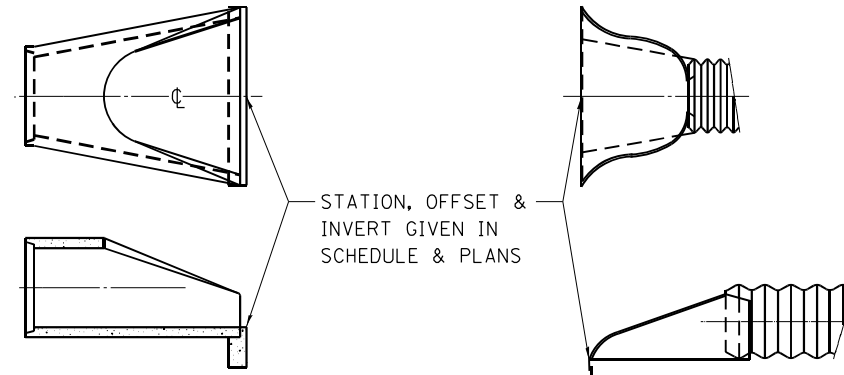 ℄
STATION, OFFSET &
INVERT GIVEN IN
SCHEDULE & PLANS